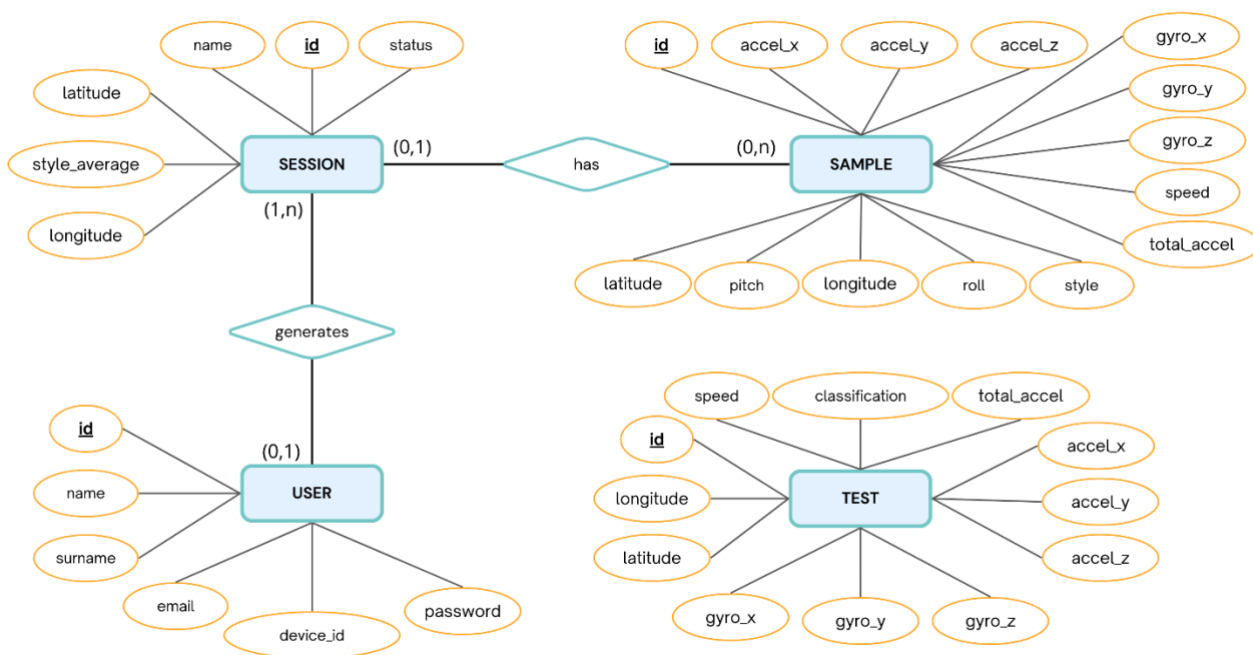 name
id
status
latitude
style_average
longitude
SESSION
(0,1)
has
(0,n)
SAMPLE
id
accel_x
accel_y
accel_z
gyro_x
gyro_y
gyro_z
speed
total_accel
latitude
pitch
longitude
roll
style
(1,n)
generates
(0,1)
USER
id
name
surname
email
device_id
password
speed
classification
total_accel
id
longitude
latitude
TEST
accel_x
accel_y
accel_z
gyro_x
gyro_y
gyro_z